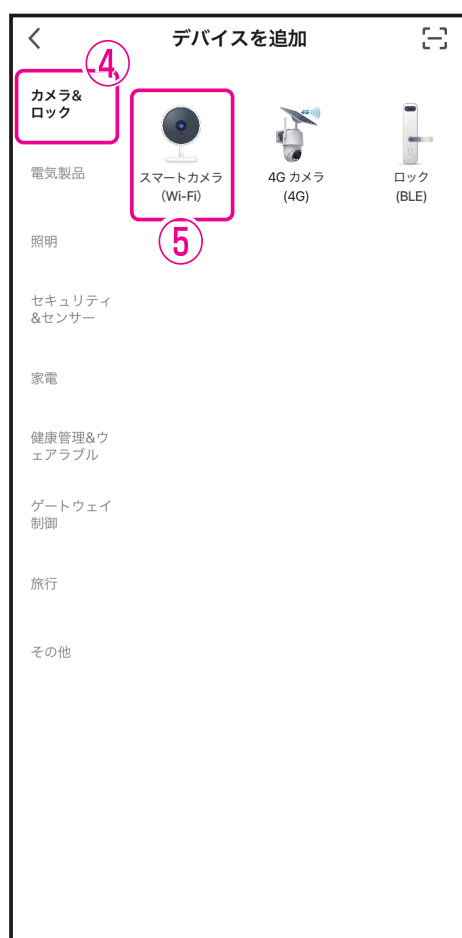 デバイスを追加
④
カメラ&
ロック
スマートカメラ
(Wi-Fi)
4G
4G カメラ
(4G)
ロック
(BLE)
⑤
電気製品
照明
セキュリティ
&センサー
家電
健康管理&ウ
ェアラブル
ゲートウェイ
制御
旅行
その他